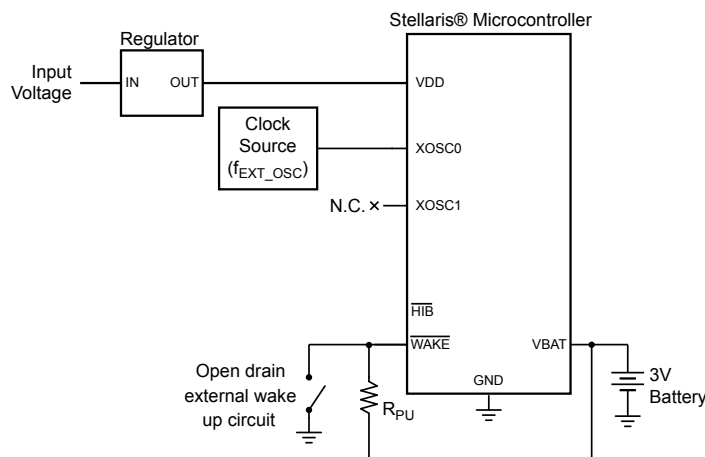 Stellaris® Microcontroller
Regulator
Input
Voltage
IN
OUT
VDD
Clock
Source
(fEXT_OSC)
XOSC0
N.C.
XOSC1
HIB
WAKE
VBAT
Open drain
external wake
up circuit
RPU
GND
3V
Battery